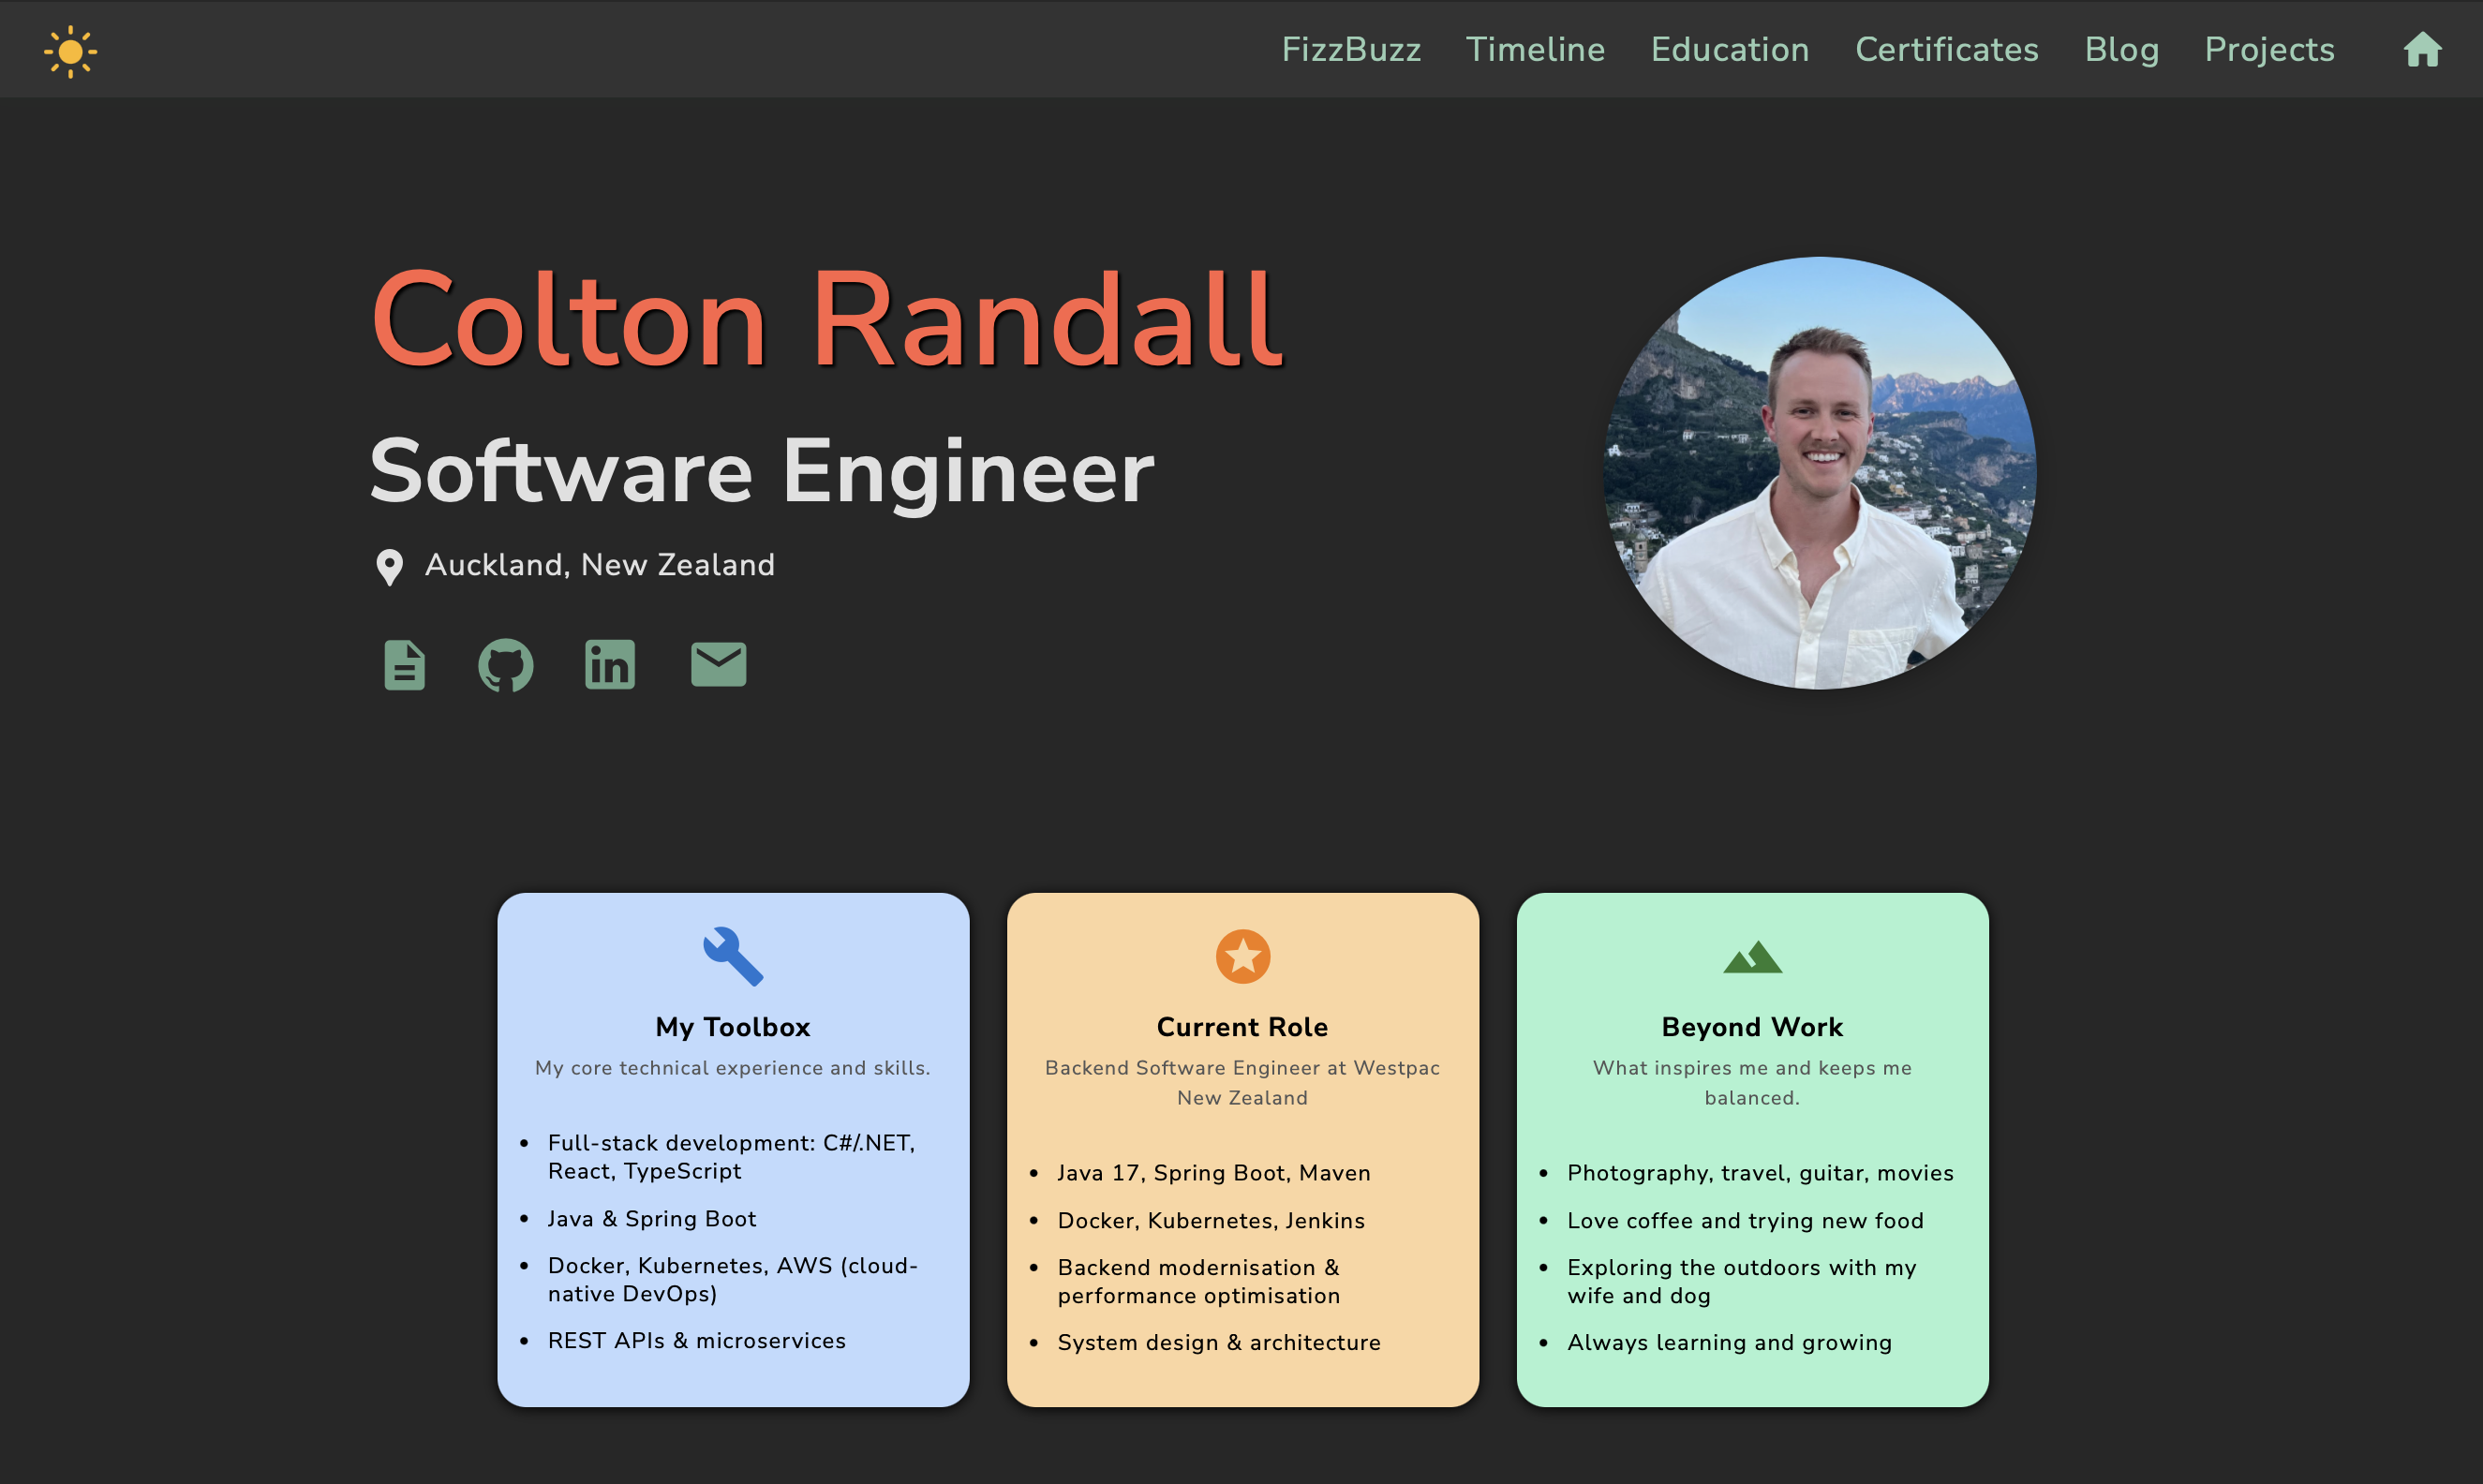 FizzBuzz Timeline Education Certificates Blog Projects
Colton Randall
Software Engineer
Auckland, New Zealand
in
My Toolbox
My core technical experience and skills.
• Full-stack development: C#/.NET,
React, TypeScript
• Java & Spring Boot
• Docker, Kubernetes, AWS (cloud-
native DevOps)
• REST APIs & microservices
Current Role
Backend Software Engineer at Westpac
New Zealand
• Java 17, Spring Boot, Maven
• Docker, Kubernetes, Jenkins
• Backend modernisation &
performance optimisation
• System design & architecture
Beyond Work
What inspires me and keeps me
balanced.
• Photography, travel, guitar, movies
• Love coffee and trying new food
• Exploring the outdoors with my
wife and dog
• Always learning and growing